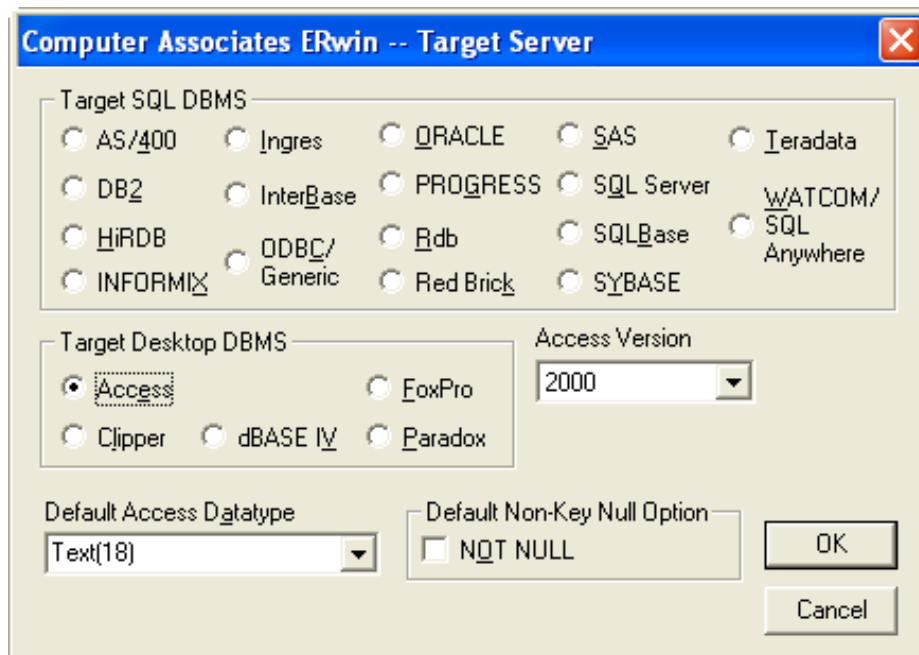 Computer Associates ERwin -- Target Server
Target SQL DBMS
AS/400
DB2
HiRDB
INFORMIX
Ingres
InterBase
ODBC/
Generic
ORACLE
PROGRESS
Rdb
Red Brick
SAS
SQL Server
SQLBase
SYBASE
Teradata
WATCOM/
SQL
Anywhere
Target Desktop DBMS
Access
FoxPro
Clipper
dBASE IV
Paradox
Access Version
2000
Default Access Datatype
Text(18)
Default Non-Key Null Option
NOT NULL
OK
Cancel